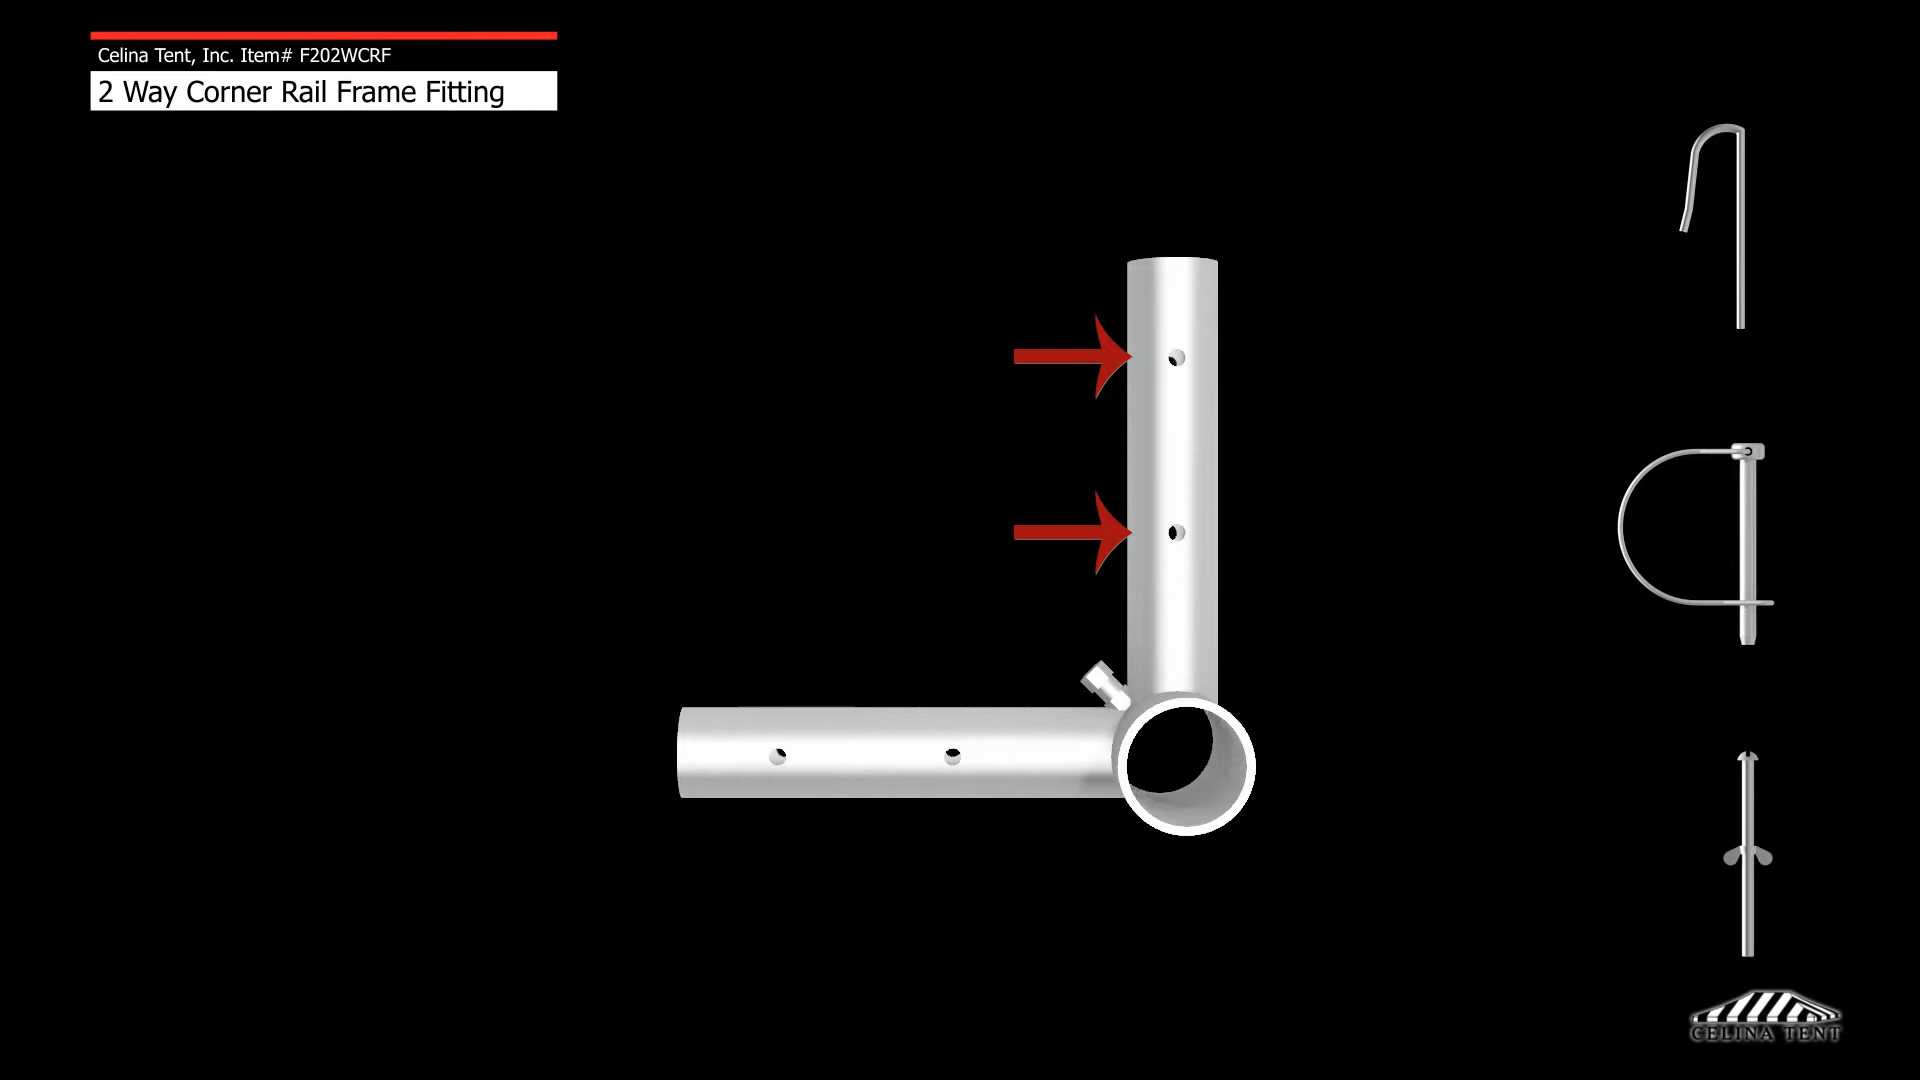 Celina Tent, Inc. Item# F202WCRF
2 Way Corner Rail Frame Fitting
CELINA TENT